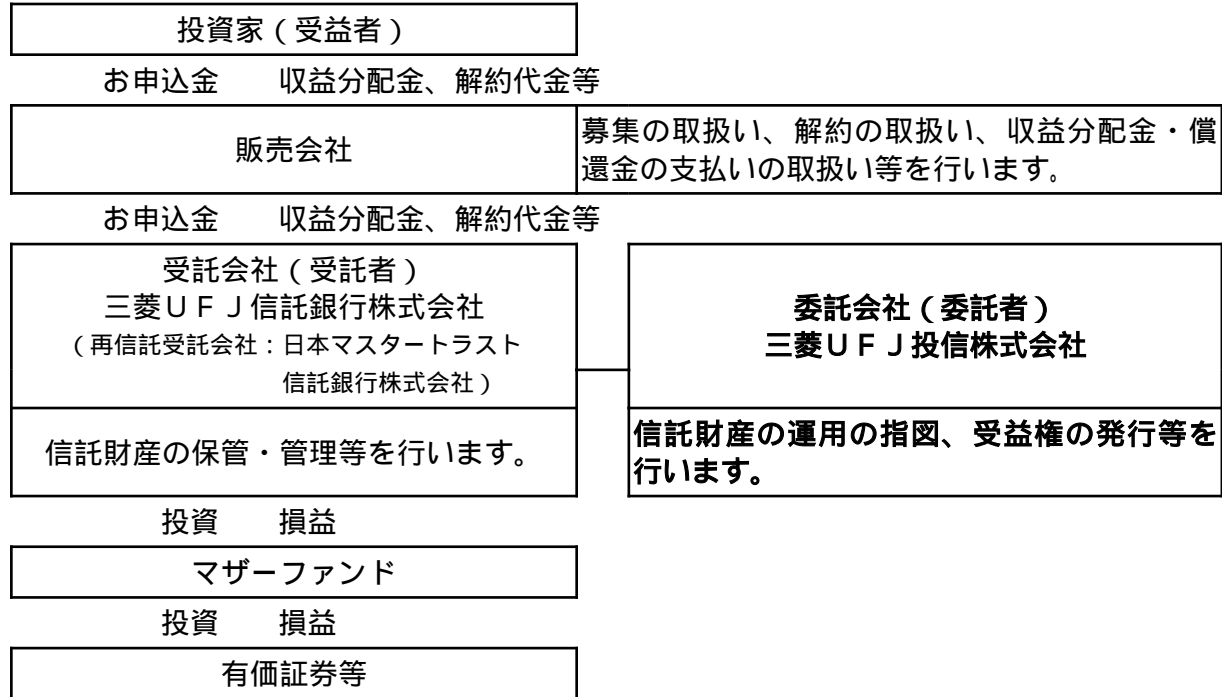 投資家（受益者）
お申込金　　収益分配金、解約代金等
販売会社
募集の取扱い、解約の取扱い、収益分配金・償
還金の支払いの取扱い等を行います。
お申込金　　収益分配金、解約代金等
受託会社（受託者）
三菱ＵＦＪ信託銀行株式会社
（再信託受託会社：日本マスタートラスト
信託銀行株式会社）
委託会社（委託者）
三菱ＵＦＪ投信株式会社
信託財産の保管・管理等を行います。
信託財産の運用の指図、受益権の発行等を
行います。
投資　　損益
マザーファンド
投資　　損益
有価証券等